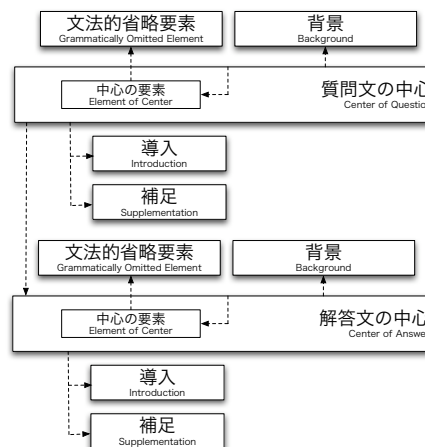 文法的省略要素
Grammatically Omitted Element
背景
Background
中心の要素
Element of Center
質問文の中心
Center of Questio
導入
Introduction
補足
Supplementation
文法的省略要素
Grammatically Omitted Element
背景
Background
中心の要素
Element of Center
解答文の中心
Center of Answe
導入
Introduction
補足
Supplementation